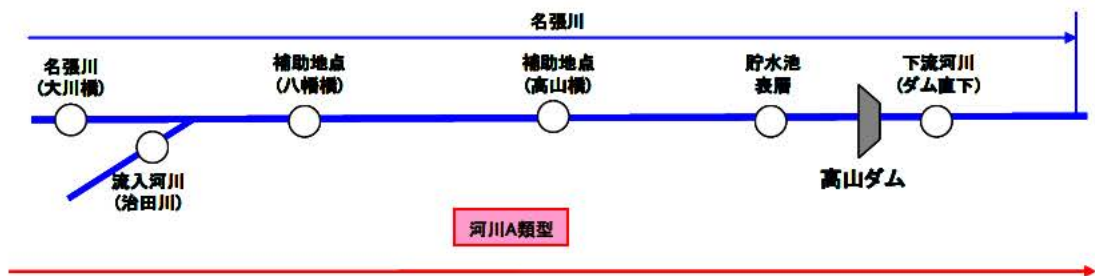 名張川
名張川
(大川橋)
補助地点
(八幡橋)
補助地点
(高山橋)
貯水池
表層
下流河川
(ダム直下)
流入河川
(治田川)
高山ダム
河川A類型